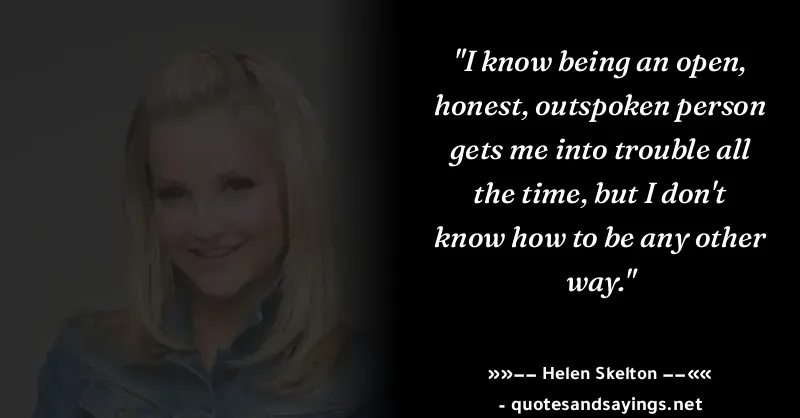 "I know being an open,
honest, outspoken person
gets me into trouble all
the time, but I don't
know how to be any other
way."
»»−− Helen Skelton −−««
- quotesandsayings.net